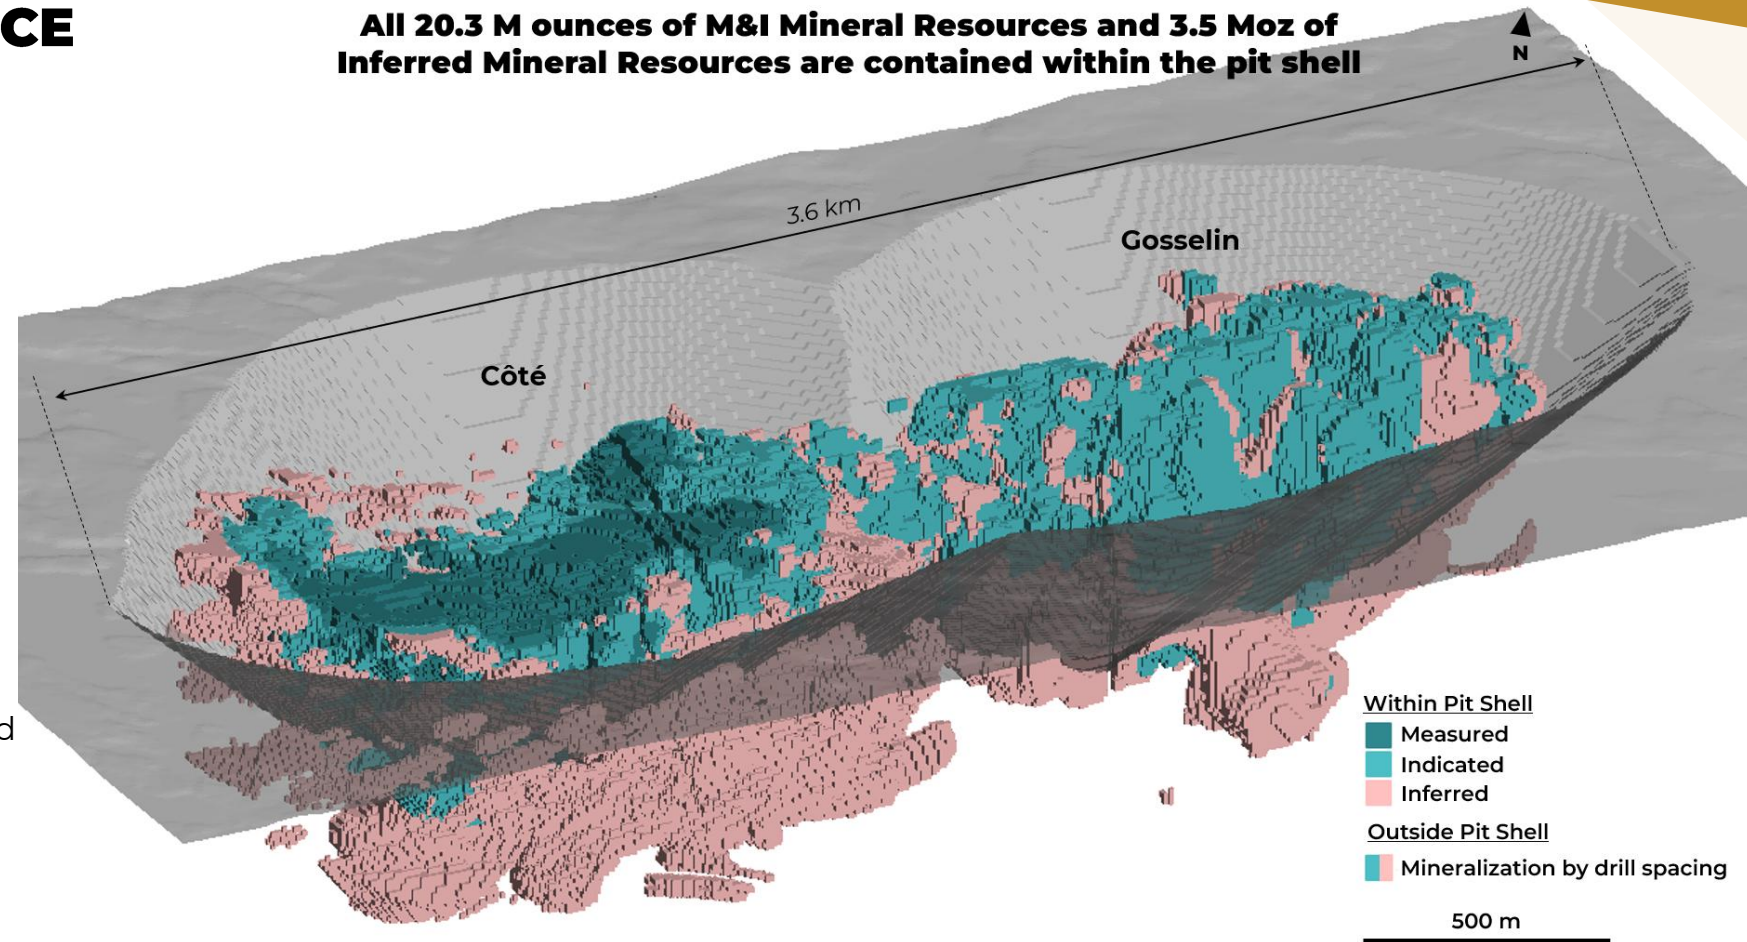 CE
All 20.3 M ounces of M&I Mineral Resources and 3.5 Moz of
Inferred Mineral Resources are contained within the pit shell
N
3.6 km
Gosselin
Côté
d
Within Pit Shell
Measured
Indicated
Inferred
Outside Pit Shell
Mineralization by drill spacing
500 m